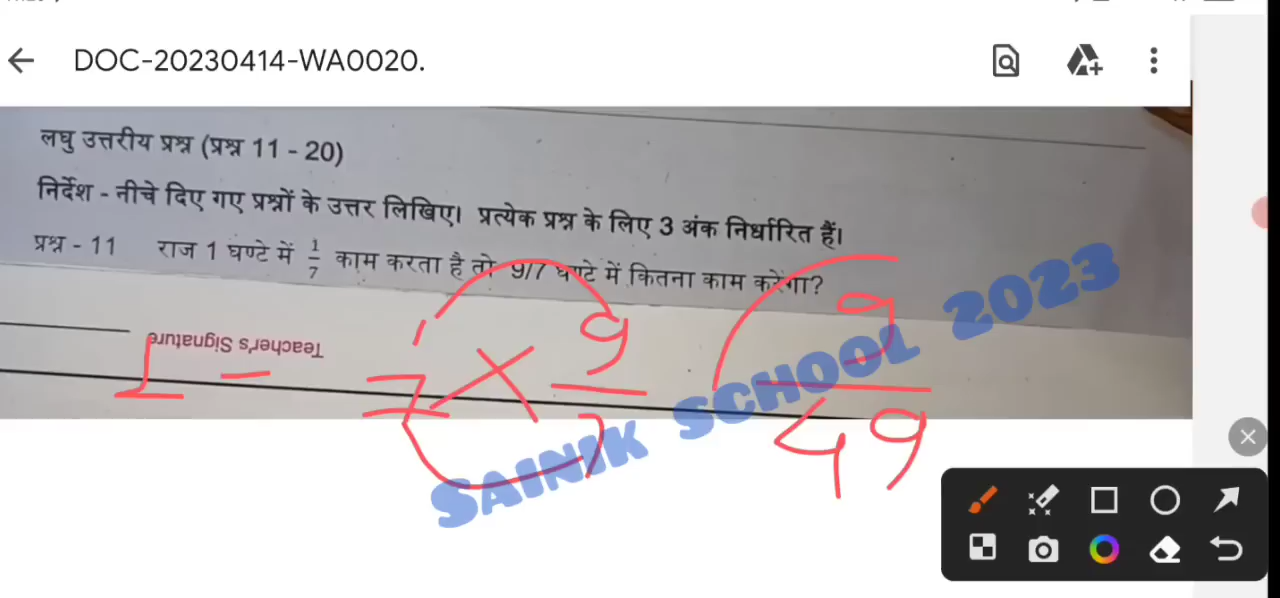 DOC-20230414-WA0020.
लघु उत्तरीय प्रश्न (प्रश्न 11 - 20)
निर्देश - नीचे दिए गए प्रश्नों के उत्तर लिखिए। प्रत्येक प्रश्न के लिए 3 अंक निर्धारित हैं।
प्रश्न - 11 राज 1 घण्टे में 1/7 काम करता है तो 9/7 घण्टे में कितना काम करेगा?
Teacher's Signature
1 - 1/7 × 9/7 9/49
SAINIK SCHOOL 2023